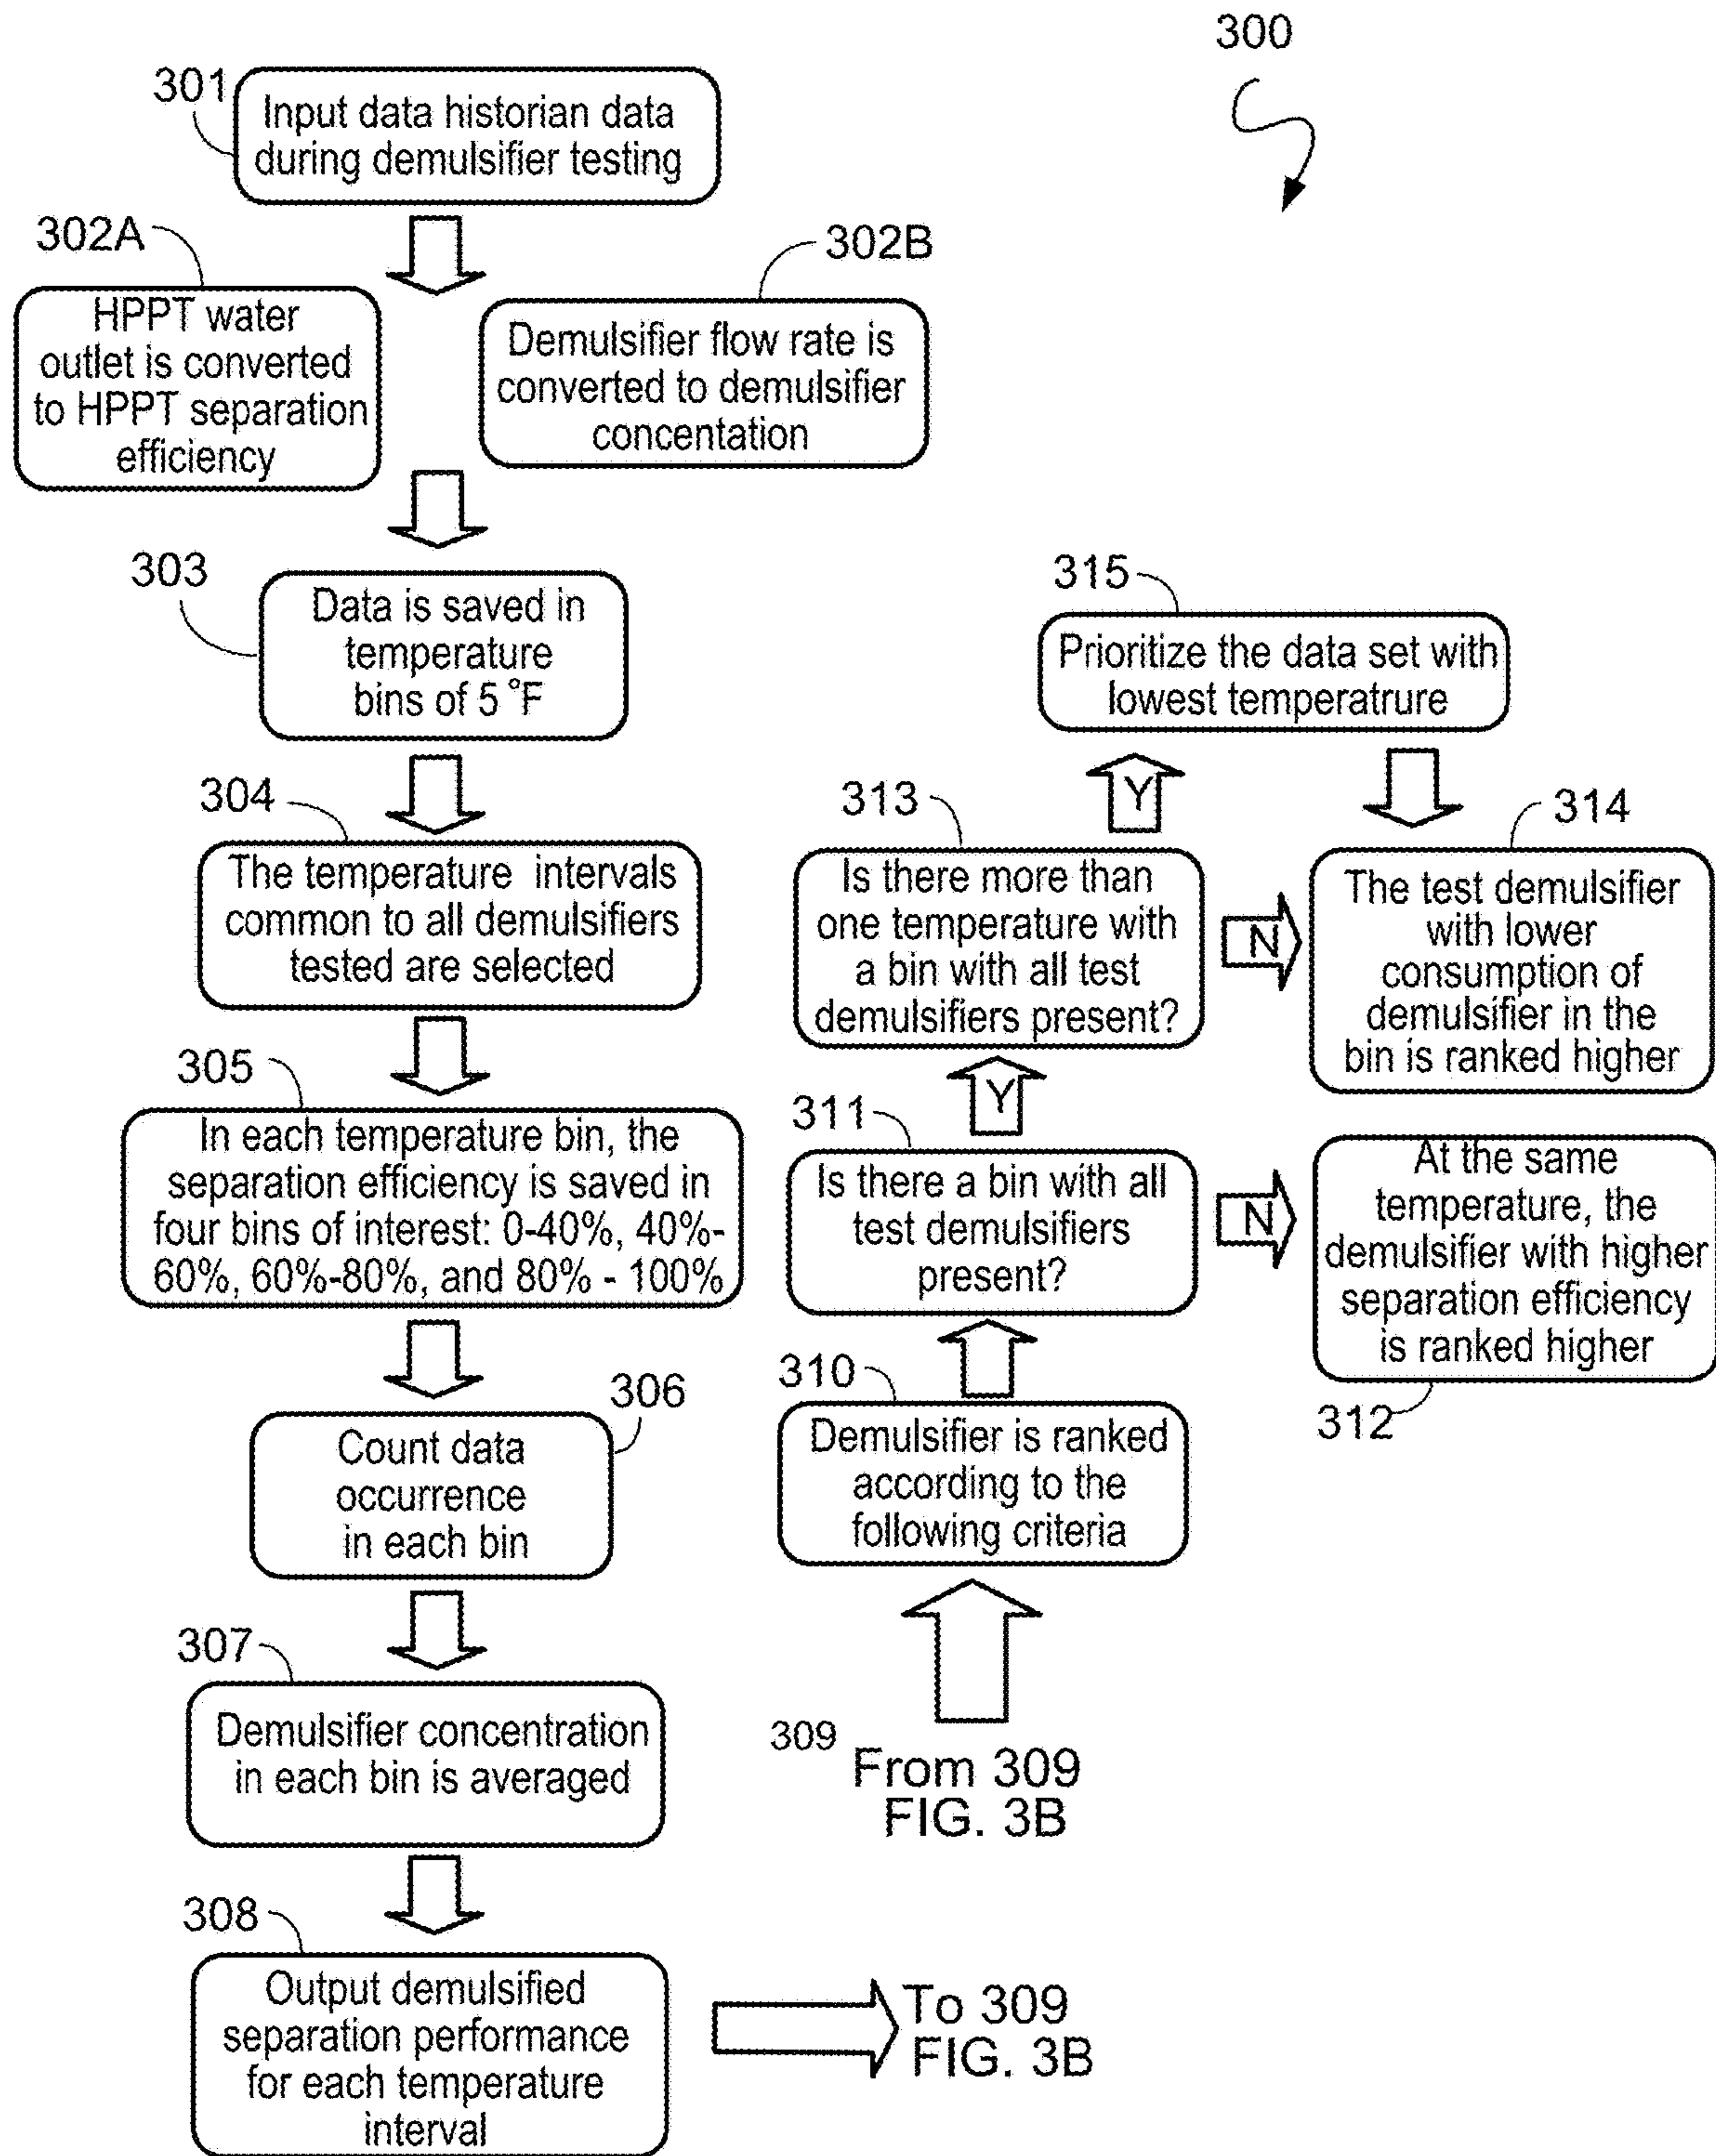 300
301
Input data historian data
during demulsifier testing
302A
HPPT water
outlet is converted
to HPPT separation
efficiency
302B
Demulsifier flow rate is
converted to demulsifier
concentation
303
Data is saved in
temperature
bins of 5 °F
304
The temperature intervals
common to all demulsifiers
tested are selected
305
In each temperature bin, the
separation efficiency is saved in
four bins of interest: 0-40%, 40%-
60%, 60%-80%, and 80% - 100%
306
Count data
occurrence
in each bin
307
Demulsifier concentration
in each bin is averaged
308
Output demulsified
separation performance
for each temperature
interval
To 309
FIG. 3B
309
From 309
FIG. 3B
310
Demulsifier is ranked
according to the
following criteria
311
Is there a bin with all
test demulsifiers
present?
N
312
At the same
temperature, the
demulsifier with higher
separation efficiency
is ranked higher
Y
313
Is there more than
one temperature with
a bin with all test
demulsifiers present?
N
314
The test demulsifier
with lower
consumption of
demulsifier in the
bin is ranked higher
Y
315
Prioritize the data set with
lowest temperatrure